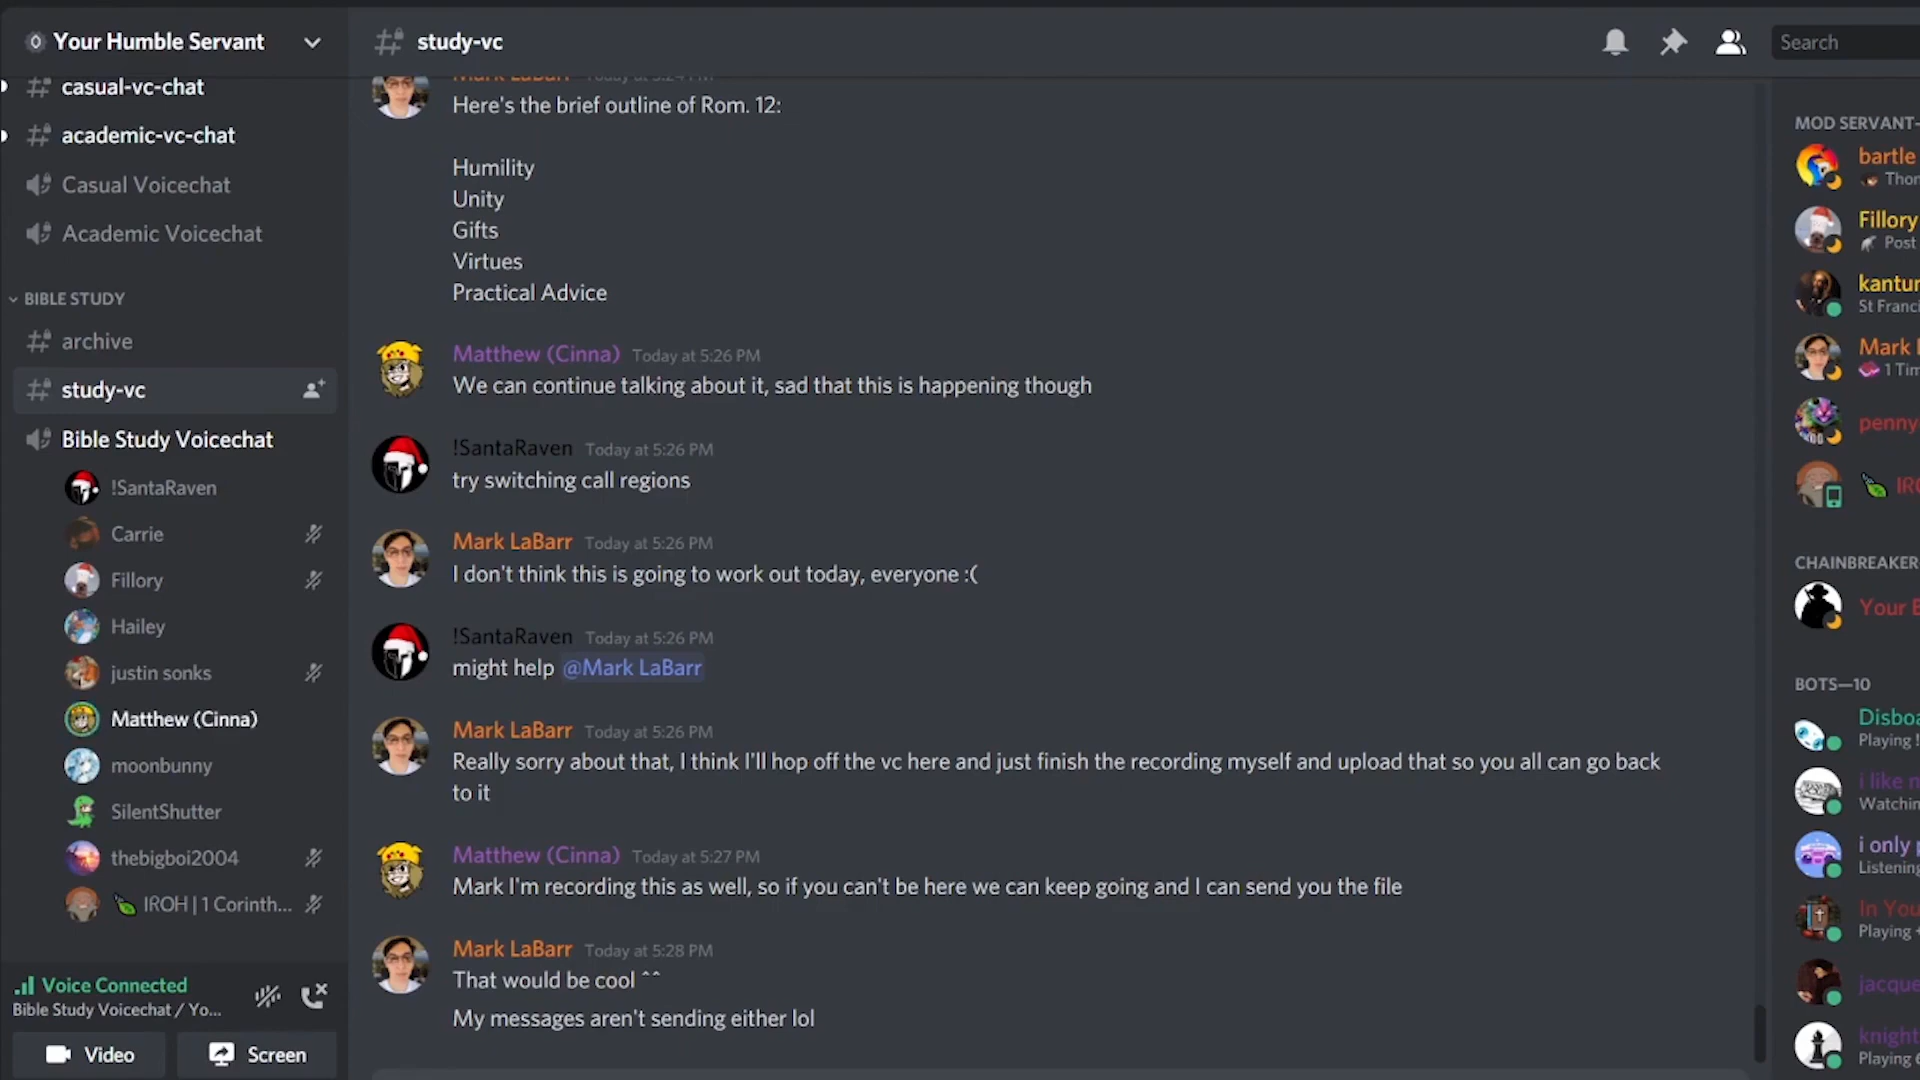 Your Humble Servant
casual-vc-chat
academic-vc-chat
Casual Voicechat
Academic Voicechat
BIBLE STUDY
archive
study-vc
Bible Study Voicechat
!SantaRaven
Carrie
Fillory
Hailey
justin sonks
Matthew (Cinna)
moonbunny
SilentShutter
thebigboi2004
IROH | 1 Corinth...
Voice Connected
Bible Study Voicechat / Yo...
Video
Screen
study-vc
Search
Mark LaBarr Today at 5:24 PM
Here's the brief outline of Rom. 12:
Humility
Unity
Gifts
Virtues
Practical Advice
Matthew (Cinna) Today at 5:26 PM
We can continue talking about it, sad that this is happening though
!SantaRaven Today at 5:26 PM
try switching call regions
Mark LaBarr Today at 5:26 PM
I don't think this is going to work out today, everyone :(
!SantaRaven Today at 5:26 PM
might help @Mark LaBarr
Mark LaBarr Today at 5:26 PM
Really sorry about that, I think I'll hop off the vc here and just finish the recording myself and upload that so you all can go back
to it
Matthew (Cinna) Today at 5:27 PM
Mark I'm recording this as well, so if you can't be here we can keep going and I can send you the file
Mark LaBarr Today at 5:28 PM
That would be cool ^^
My messages aren't sending either lol
MOD SERVANT—
bartle
Thon
Fillory
Post
kantur
St Franci
Mark
1 Tim
penny
IRO
CHAINBREAKER
Your
BOTS—10
Disboa
Playing !
i like
Watchin
i only
Listening
In You
Playing
jacque
knight
Playing